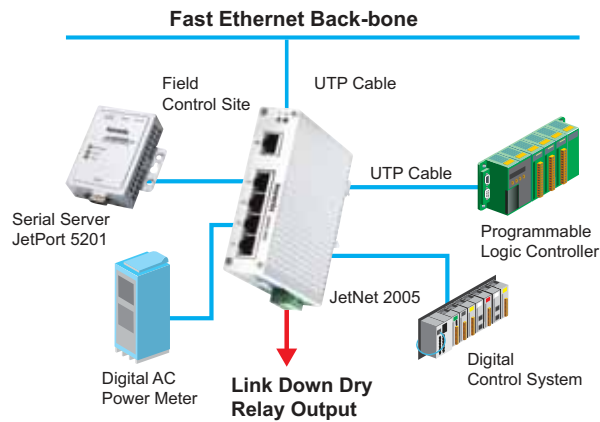 Fast Ethernet Back-bone
Field
Control Site
UTP Cable
UTP Cable
Serial Server
JetPort 5201
Programmable
Logic Controller
JetNet 2005
Digital AC
Power Meter
Link Down Dry
Relay Output
Digital
Control System